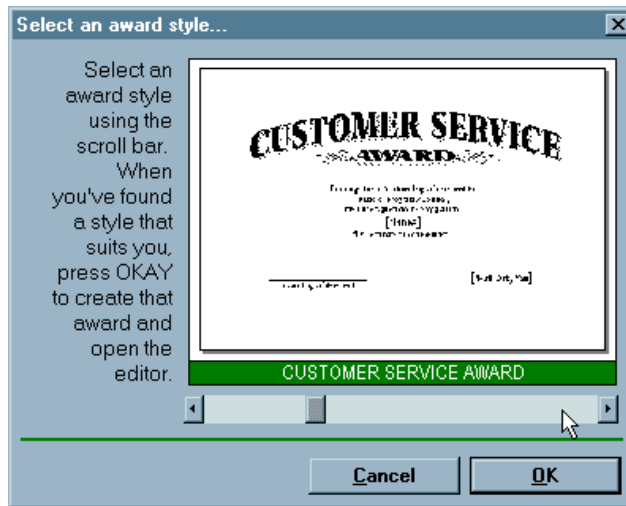 Select an award style...
Select an
award style
using the
scroll bar.
When
you've found
a style that
suits you,
press OKAY
to create that
award and
open the
editor.
CUSTOMER SERVICE
AWARD
[Name]
CUSTOMER SERVICE AWARD
Cancel
OK